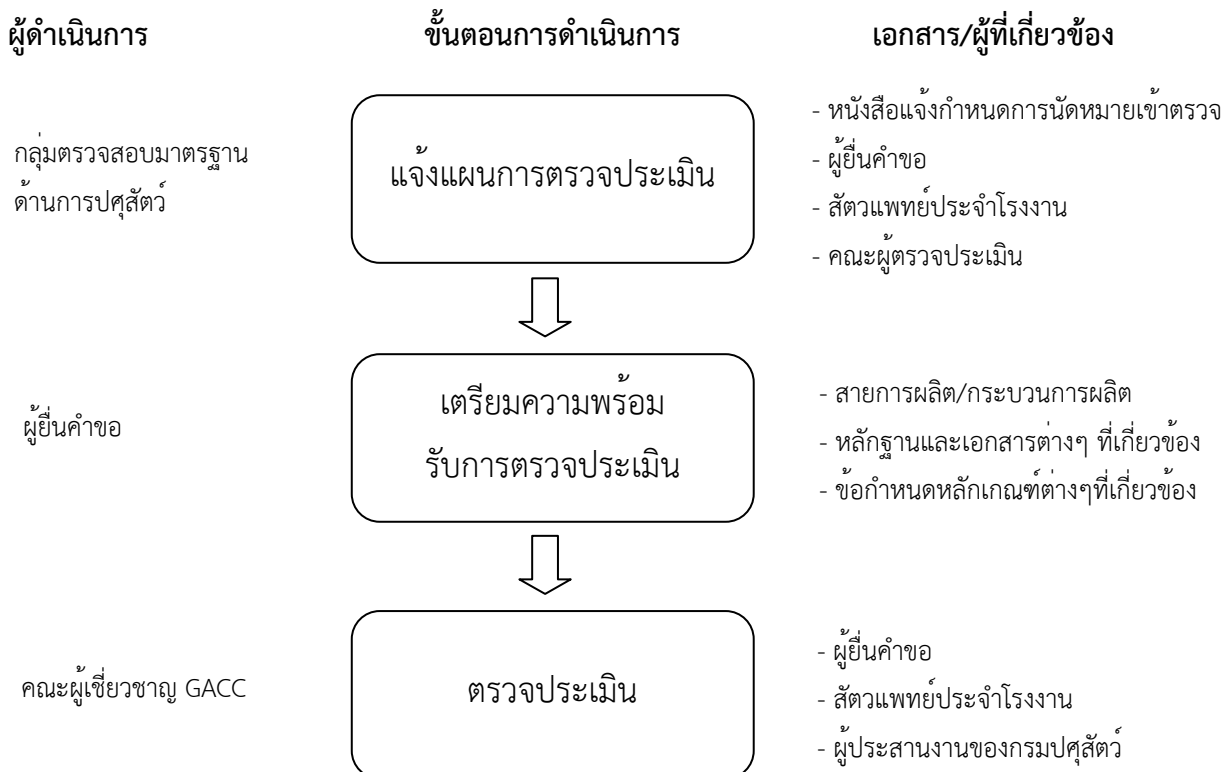 ผู้ดำเนินการ
ขั้นตอนการดำเนินการ
เอกสาร/ผู้ที่เกี่ยวข้อง
กลุ่มตรวจสอบมาตรฐาน
ด้านการปศุสัตว์
แจ้งแผนการตรวจประเมิน
- หนังสือแจ้งกำหนดการนัดหมายเข้าตรวจ
- ผู้ยื่นคำขอ
- สัตวแพทย์ประจำโรงงาน
- คณะผู้ตรวจประเมิน
ผู้ยื่นคำขอ
เตรียมความพร้อม
รับการตรวจประเมิน
- สายการผลิต/กระบวนการผลิต
- หลักฐานและเอกสารต่างๆ ที่เกี่ยวข้อง
- ข้อกำหนดหลักเกณฑ์ต่างๆที่เกี่ยวข้อง
คณะผู้เชี่ยวชาญ GACC
ตรวจประเมิน
- ผู้ยื่นคำขอ
- สัตวแพทย์ประจำโรงงาน
- ผู้ประสานงานของกรมปศุสัตว์